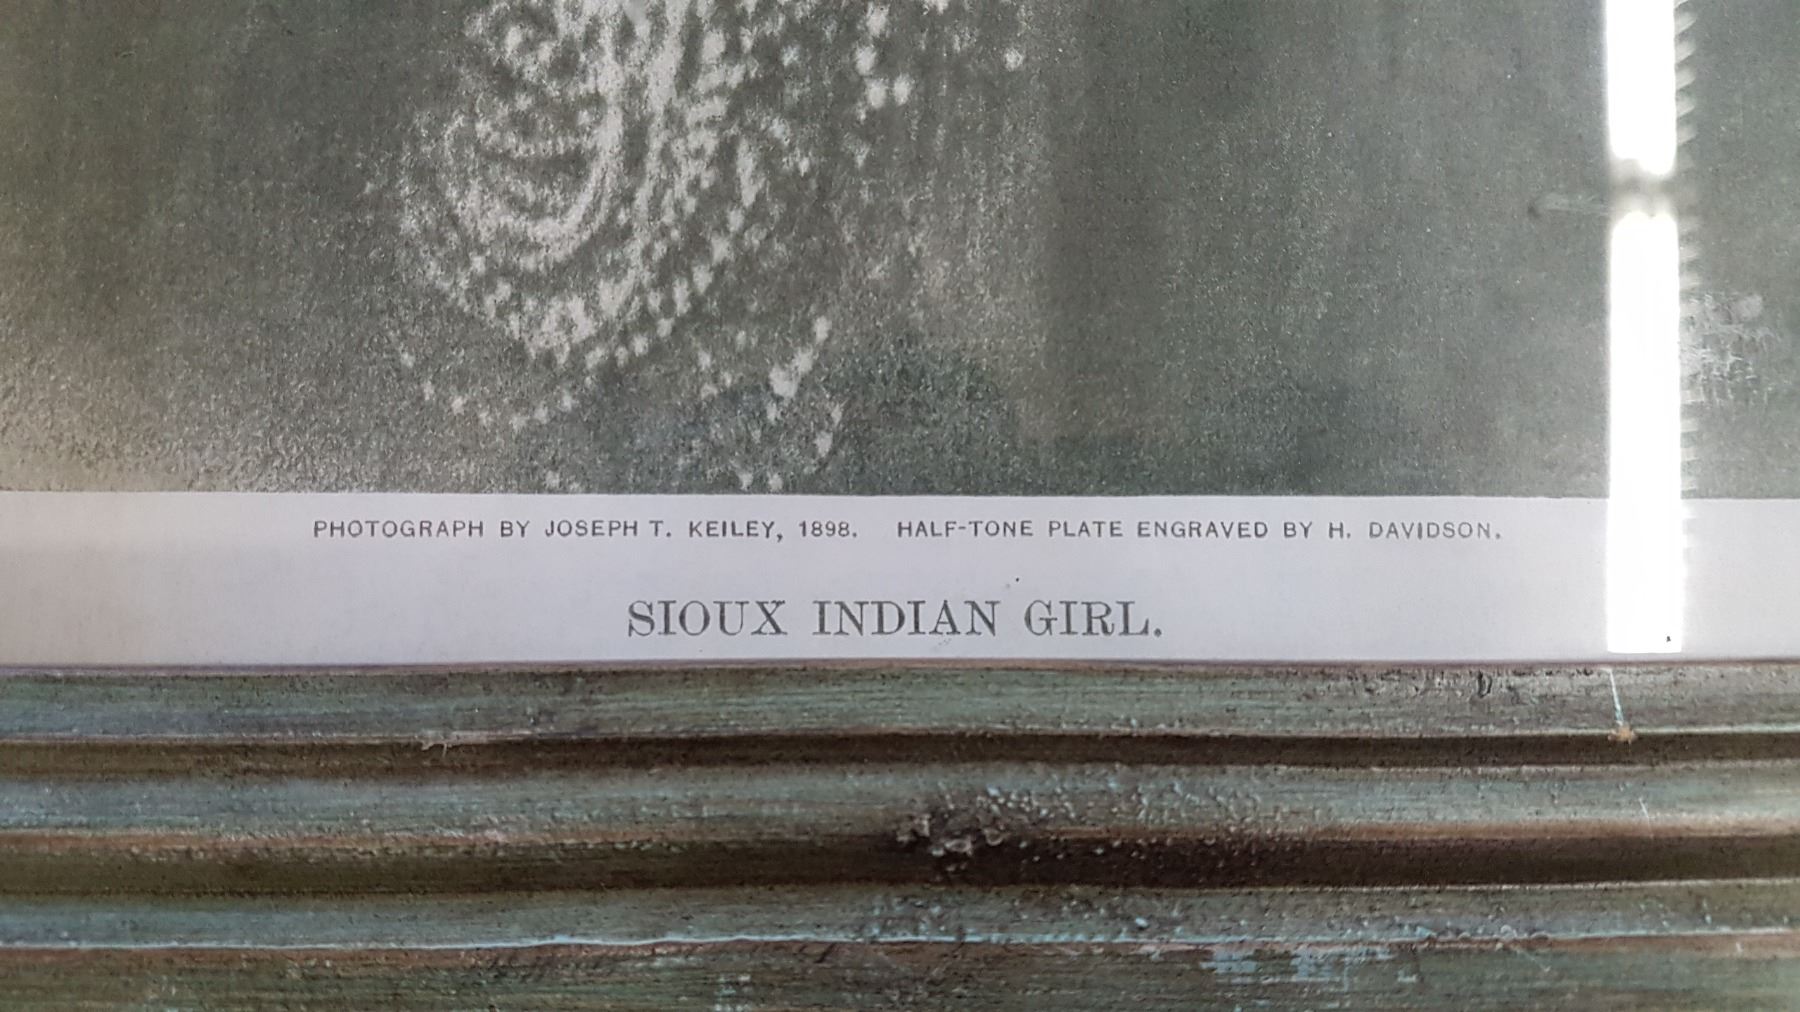 PHOTOGRAPH BY JOSEPH T. KEILEY, 1898. HALF-TONE PLATE ENGRAVED BY H. DAVIDSON.
SIOUX INDIAN GIRL.